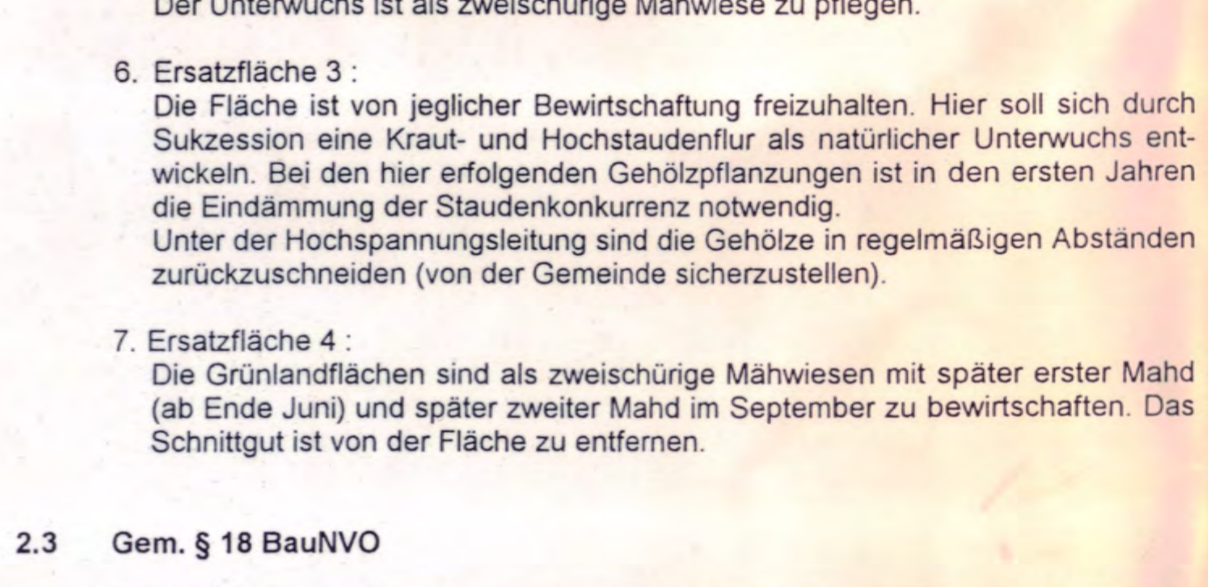 Der Unterwuchs ist als zweischürige Mähwiese zu pflegen.
6. Ersatzfläche 3 :
Die Fläche ist von jeglicher Bewirtschaftung freizuhalten. Hier soll sich durch
Sukzession eine Kraut- und Hochstaudenflur als natürlicher Unterwuchs ent-
wickeln. Bei den hier erfolgenden Gehölzpflanzungen ist in den ersten Jahren
die Eindämmung der Staudenkonkurrenz notwendig.
Unter der Hochspannungsleitung sind die Gehölze in regelmäßigen Abständen
zurückzuschneiden (von der Gemeinde sicherzustellen).
7. Ersatzfläche 4 :
Die Grünlandflächen sind als zweischürige Mähwiesen mit später erster Mahd
(ab Ende Juni) und später zweiter Mahd im September zu bewirtschaften. Das
Schnittgut ist von der Fläche zu entfernen.
2.3 Gem. § 18 BauNVO